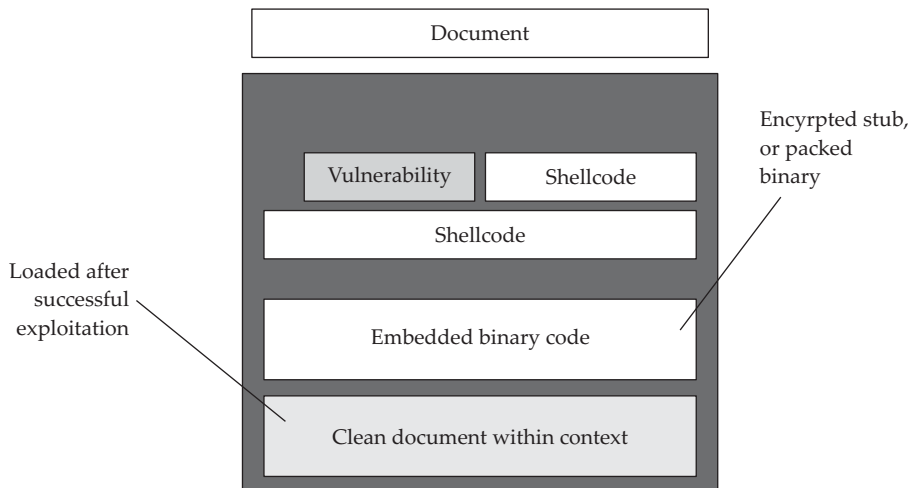 Document
Encyrpted stub,
or packed
binary
Vulnerability
Shellcode
Shellcode
Loaded after
successful
exploitation
Embedded binary code
Clean document within context